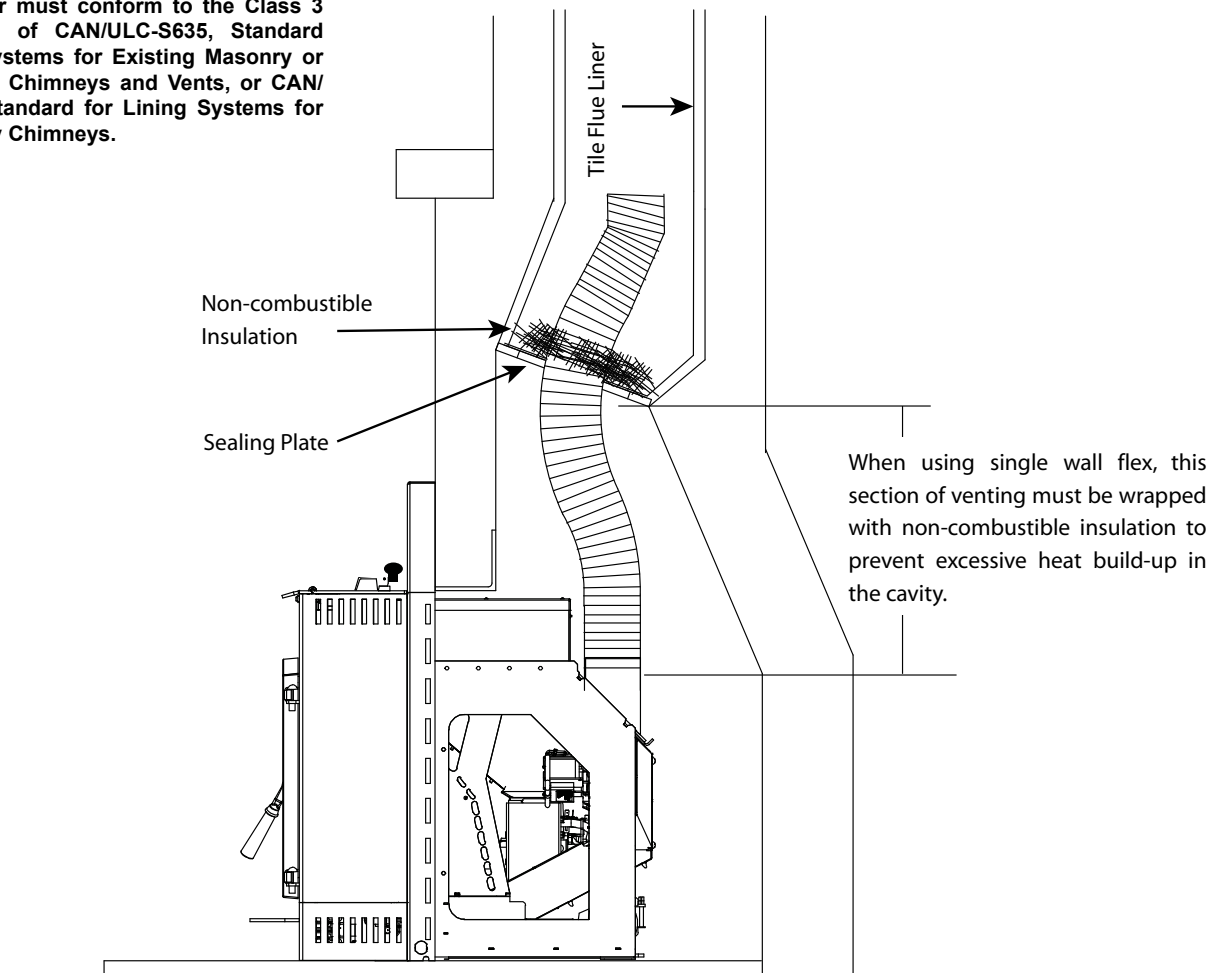 r must conform to the Class 3
of CAN/ULC-S635, Standard
ystems for Existing Masonry or
Chimneys and Vents, or CAN/
tandard for Lining Systems for
y Chimneys.
Tile Flue Liner
Non-combustible
Insulation
Sealing Plate
When using single wall flex, this
section of venting must be wrapped
with non-combustible insulation to
prevent excessive heat build-up in
the cavity.